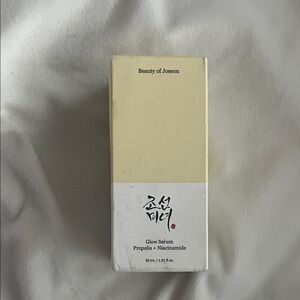 Beauty of Joseon
조선
미녀
Glow Serum
Propolis + Niacinamide
30 mL / 1.01 fl.oz.